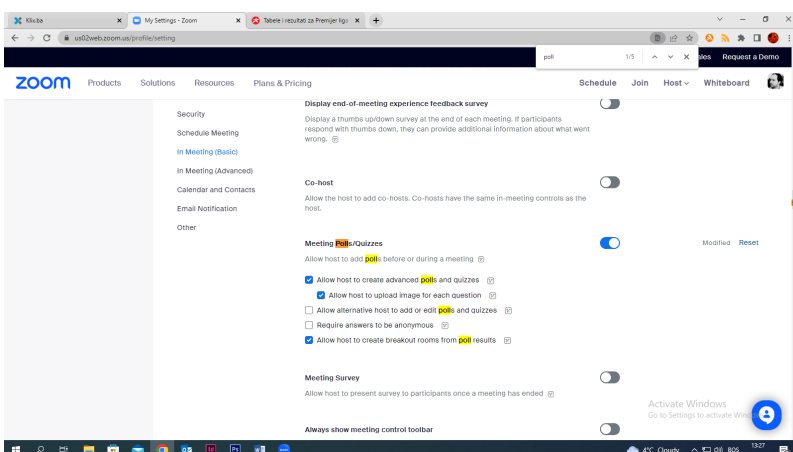 Klix.ba
My Settings - Zoom
Tabele i rezultati za Premijer liga
us02web.zoom.us/profile/setting
poll
1/5
ales
Request a Demo
zoom
Products
Solutions
Resources
Plans & Pricing
Schedule
Join
Host
Whiteboard
Security
Schedule Meeting
In Meeting (Basic)
In Meeting (Advanced)
Calendar and Contacts
Email Notification
Other
Display end-of-meeting experience feedback survey
Display a thumbs up/down survey at the end of each meeting. If participants
respond with thumbs down, they can provide additional information about what went
wrong.
Co-host
Allow the host to add co-hosts. Co-hosts have the same in-meeting controls as the
host.
Meeting Polls/Quizzes
Modified Reset
Allow host to add polls before or during a meeting
Allow host to create advanced polls and quizzes
Allow host to upload image for each question
Allow alternative host to add or edit polls and quizzes
Require answers to be anonymous
Allow host to create breakout rooms from poll results
Meeting Survey
Allow host to present survey to participants once a meeting has ended
Always show meeting control toolbar
Activate Windows
Go to Settings to activate Wind
Id
Ps
4°C Cloudy
BOS
13:27